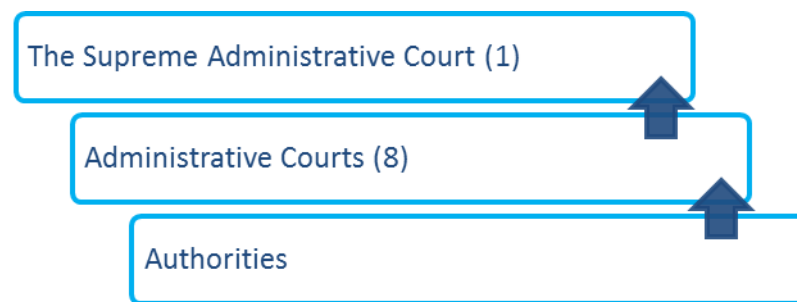 The Supreme Administrative Court (1)
Administrative Courts (8)
Authorities